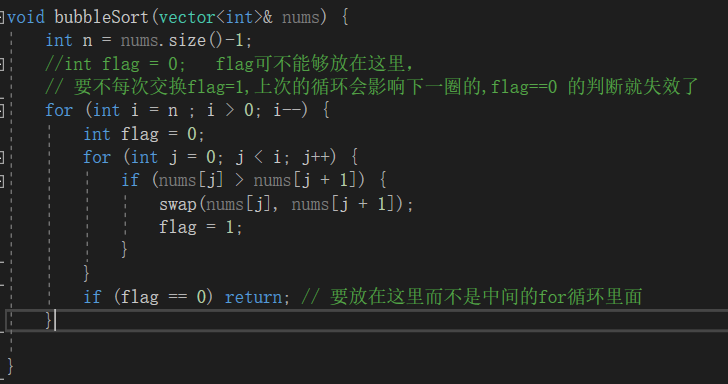 void bubbleSort(vector<int>& nums) {
    int n = nums.size()-1;
    //int flag = 0;   flag可不能够放在这里，
    // 要不每次交换flag=1,上次的循环会影响下一圈的,flag==0 的判断就失效了
    for (int i = n ; i > 0; i--) {
        int flag = 0;
        for (int j = 0; j < i; j++) {
            if (nums[j] > nums[j + 1]) {
                swap(nums[j], nums[j + 1]);
                flag = 1;
            }
        }
        if (flag == 0) return; // 要放在这里而不是中间的for循环里面
    }
}